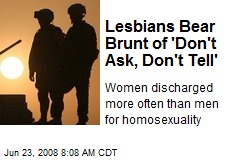 Lesbians Bear
Brunt of 'Don't
Ask, Don't Tell'
Women discharged
more often than men
for homosexuality
Jun 23, 2008 8:08 AM CDT